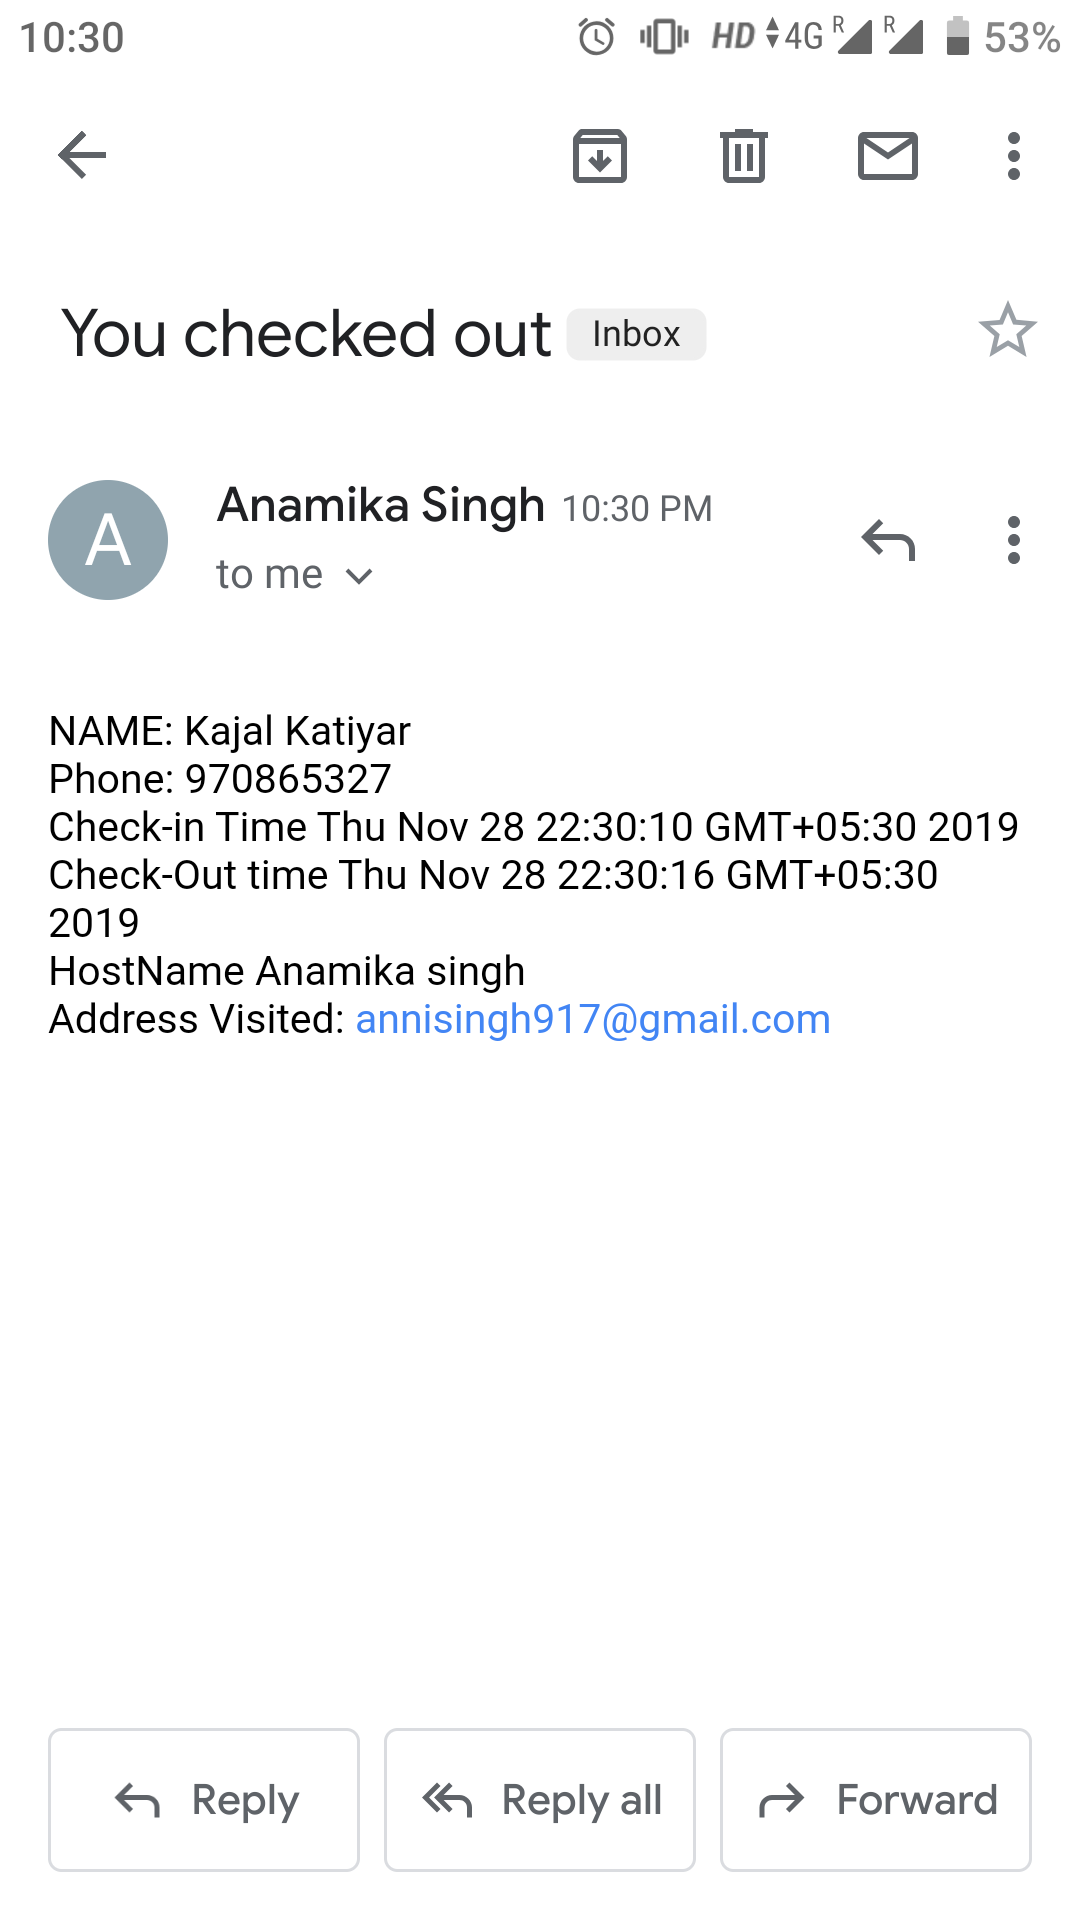 10:30 HD 4G R R 53%
You checked out Inbox
A
Anamika Singh 10:30 PM
to me
NAME: Kajal Katiyar
Phone: 970865327
Check-in Time Thu Nov 28 22:30:10 GMT+05:30 2019
Check-Out time Thu Nov 28 22:30:16 GMT+05:30
2019
HostName Anamika singh
Address Visited: annisingh917@gmail.com
Reply Reply all Forward